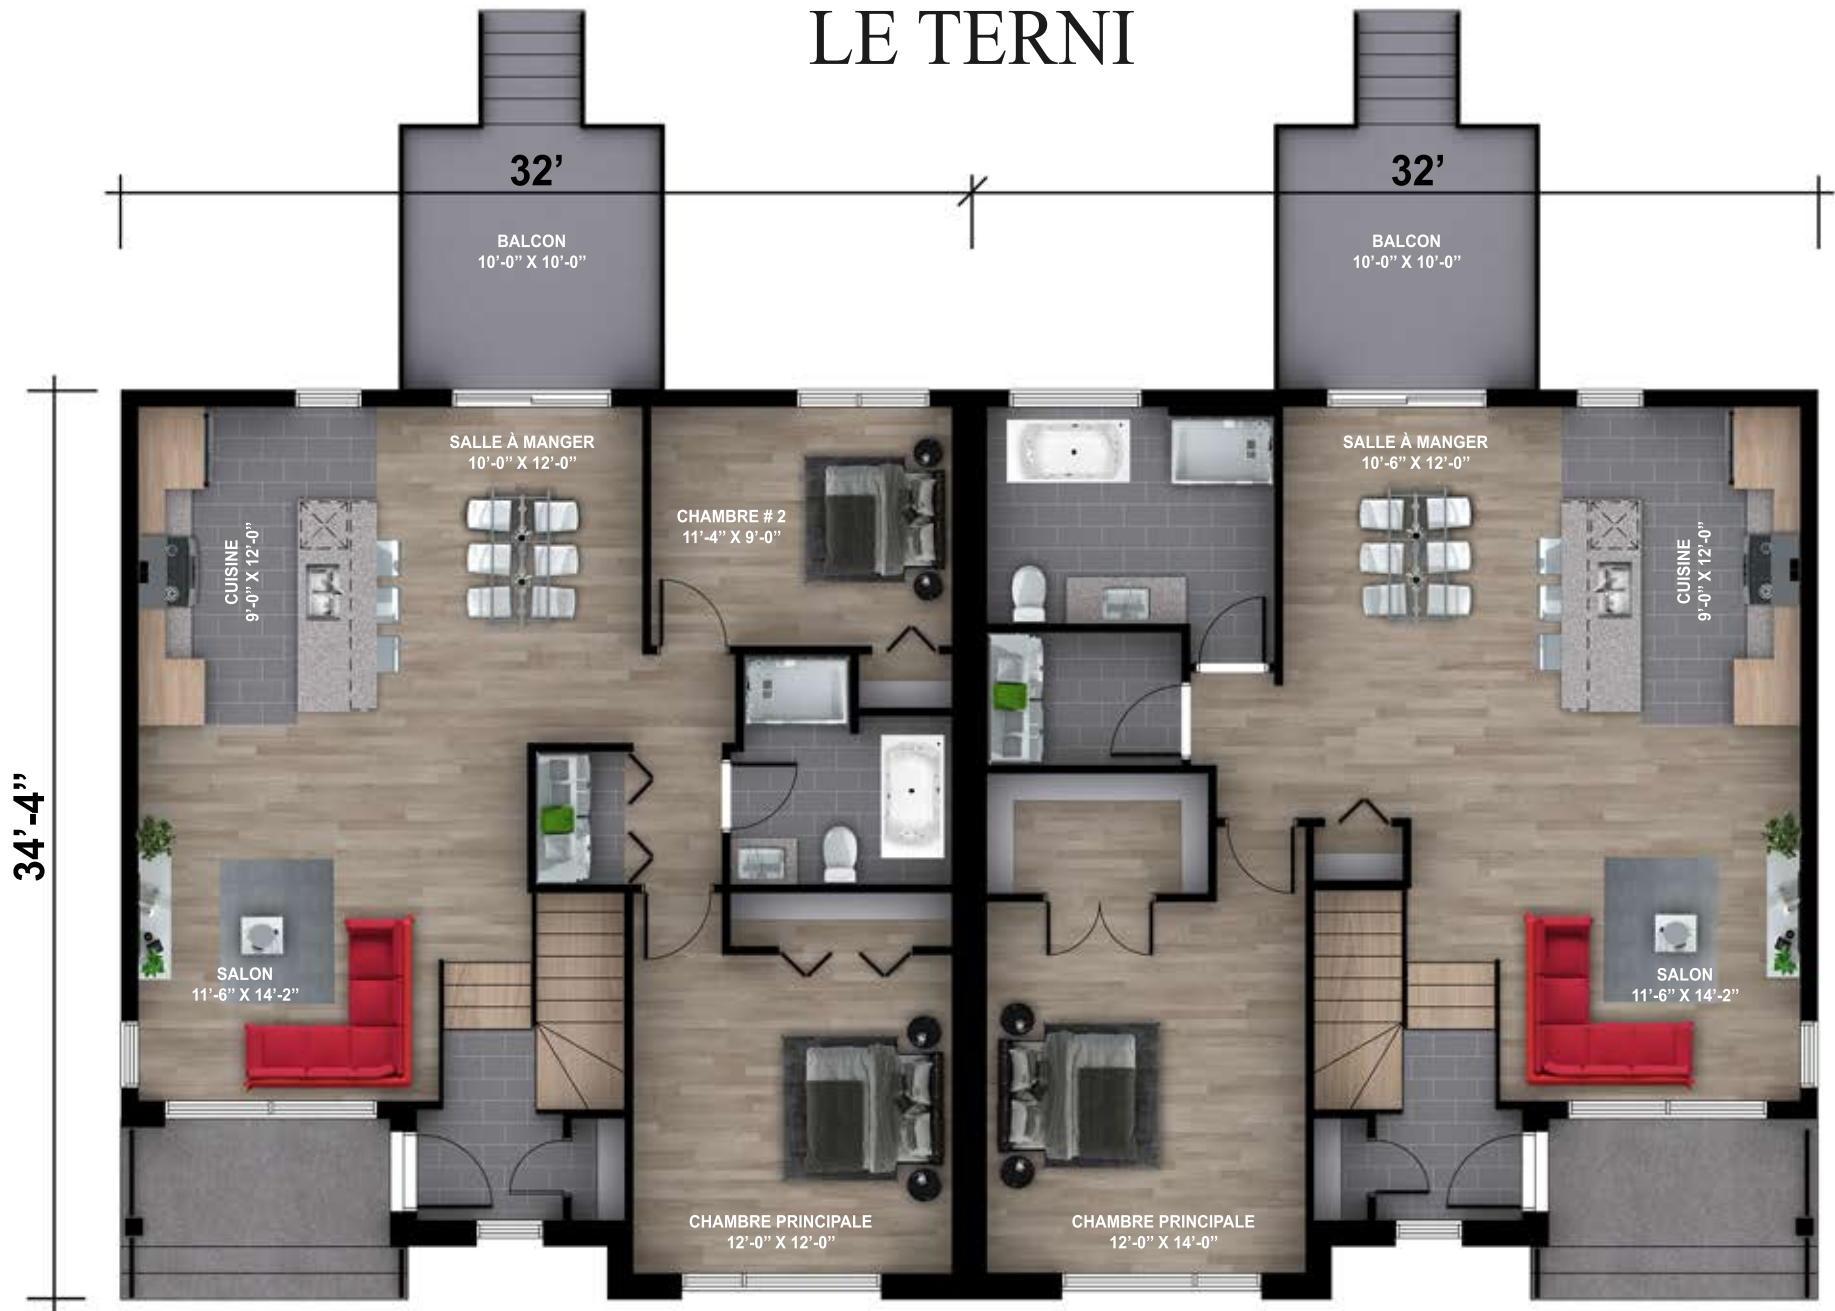 LE TERNI
32’
32’
BALCON
10’-0” X 10’-0”
BALCON
10’-0” X 10’-0”
SALLE À MANGER
10’-0” X 12’-0”
SALLE À MANGER
10’-6” X 12’-0”
CHAMBRE # 2
11’-4” X 9’-0”
CUISINE
9’-0” X 12’-0”
CUISINE
9’-0” X 12’-0”
34’-4”
SALON
11’-6” X 14’-2”
SALON
11’-6” X 14’-2”
CHAMBRE PRINCIPALE
12’-0” X 12’-0”
CHAMBRE PRINCIPALE
12’-0” X 14’-0”